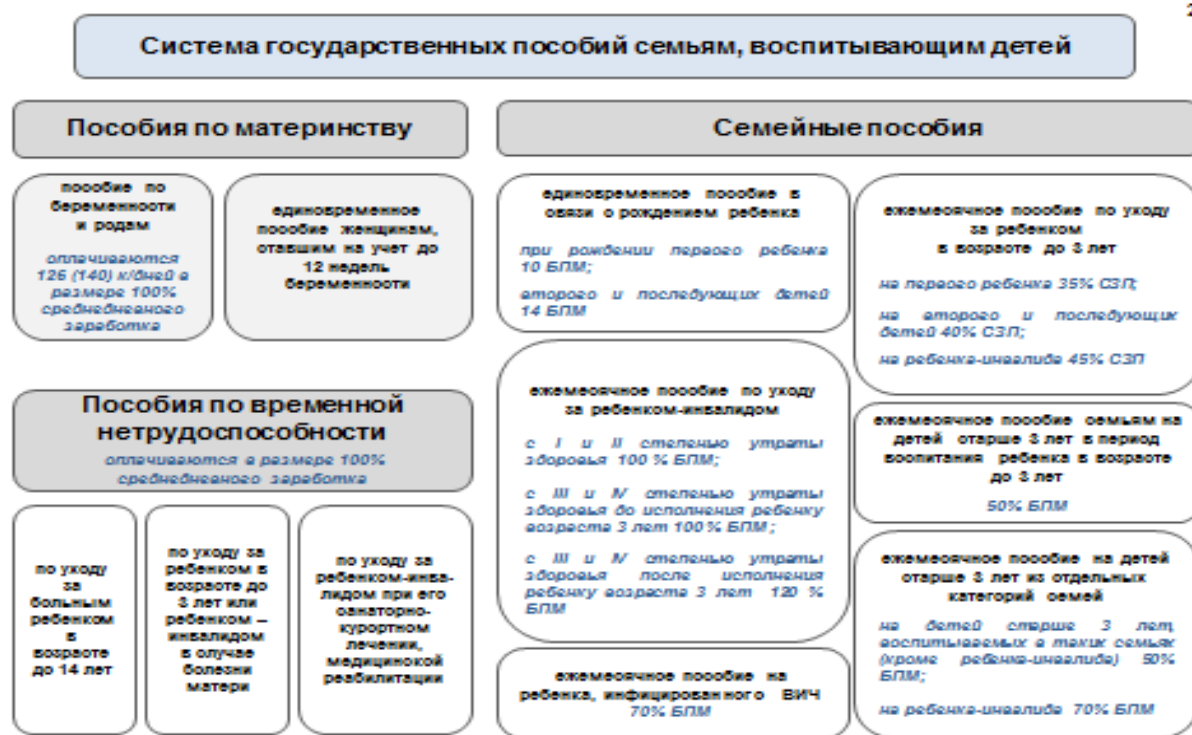 2
Система государственных пособий семьям, воспитывающим детей
Пособия по материнству
пособие по
беременности
и родам
оплачиваются
126 (140) к/дней в
размере 100%
среднедневного
заработка
единовременное
пособие женщинам,
ставшим на учет до
12 недель
беременности
Пособия по временной
нетрудоспособности
оплачиваются в размере 100%
среднедневного заработка
по уходу
за
больным
ребенком
в
возрасте
до 14 лет
по уходу за
ребенком в
возрасте до
3 лет или
ребенком –
инвалидом
в случае
болезни
матери
по уходу за
ребенком-инва-
лидом при его
санаторно-
курортном
лечении,
медицинской
реабилитации
Семейные пособия
единовременное пособие в
связи с рождением ребенка
при рождении первого ребенка
10 БПМ;
второго и последующих детей
14 БПМ
ежемесячное пособие по уходу
за ребенком-инвалидом
с I и II степенью утраты
здоровья 100 % БПМ;
с III и IV степенью утраты
здоровья до исполнения ребенку
возраста 3 лет 100 % БПМ ;
с III и IV степенью утраты
здоровья после исполнения
ребенку возраста 3 лет 120 %
БПМ
ежемесячное пособие на
ребенка, инфицированного ВИЧ
70% БПМ
ежемесячное пособие по уходу
за ребенком
в возрасте до 3 лет
на первого ребенка 35% СЗП;
на второго и последующих
детей 40% СЗП;
на ребенка-инвалида 45% СЗП
ежемесячное пособие семьям на
детей старше 3 лет в период
воспитания ребенка в возрасте
до 3 лет
50% БПМ
ежемесячное пособие на детей
старше 3 лет из отдельных
категорий семей
на детей старше 3 лет,
воспитываемых в таких семьях
(кроме ребенка-инвалида) 50%
БПМ;
на ребенка-инвалида 70% БПМ